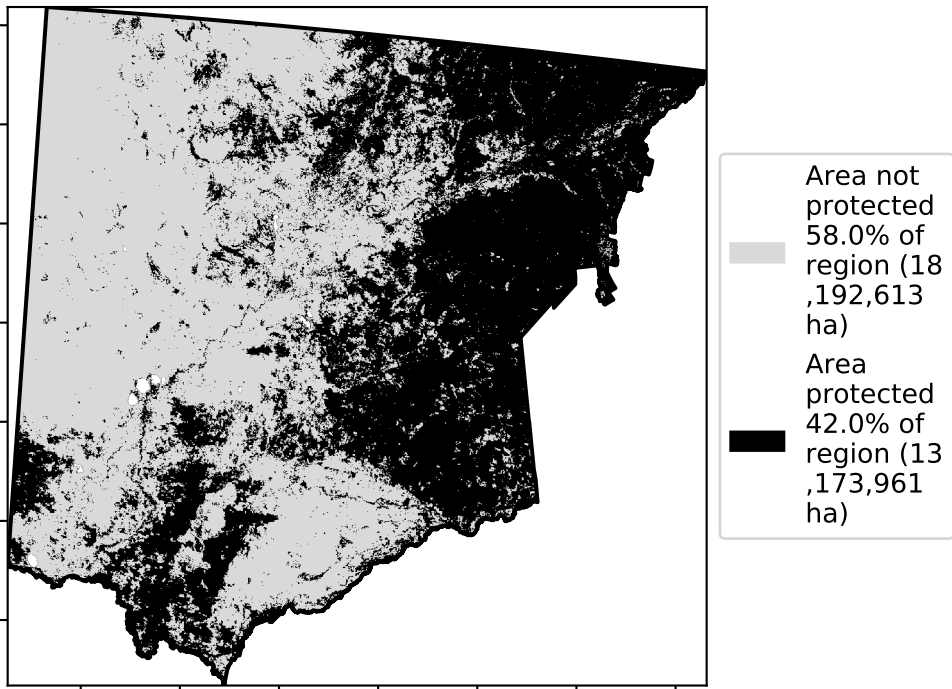 Area not
protected
58.0% of
region (18
,192,613
ha)
Area
protected
42.0% of
region (13
,173,961
ha)